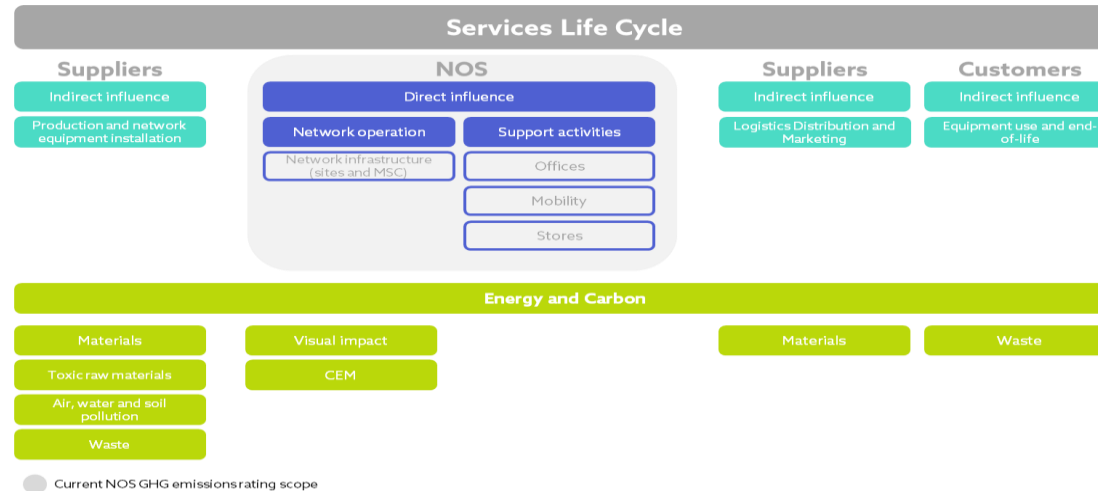 Services Life Cycle
Suppliers
NOS
Suppliers
Customers
Indirect influence
Direct influence
Indirect influence
Indirect influence
Production and network
equipment installation
Network operation
Support activities
Logistics Distribution and
Marketing
Equipment use and end-
of-life
Network infrastructure
(sites and MSC)
Offices
Mobility
Stores
Energy and Carbon
Materials
Visual impact
Materials
Waste
Toxic raw materials
CEM
Air, water and soil
pollution
Waste
Current NOS GHG emissions rating scope